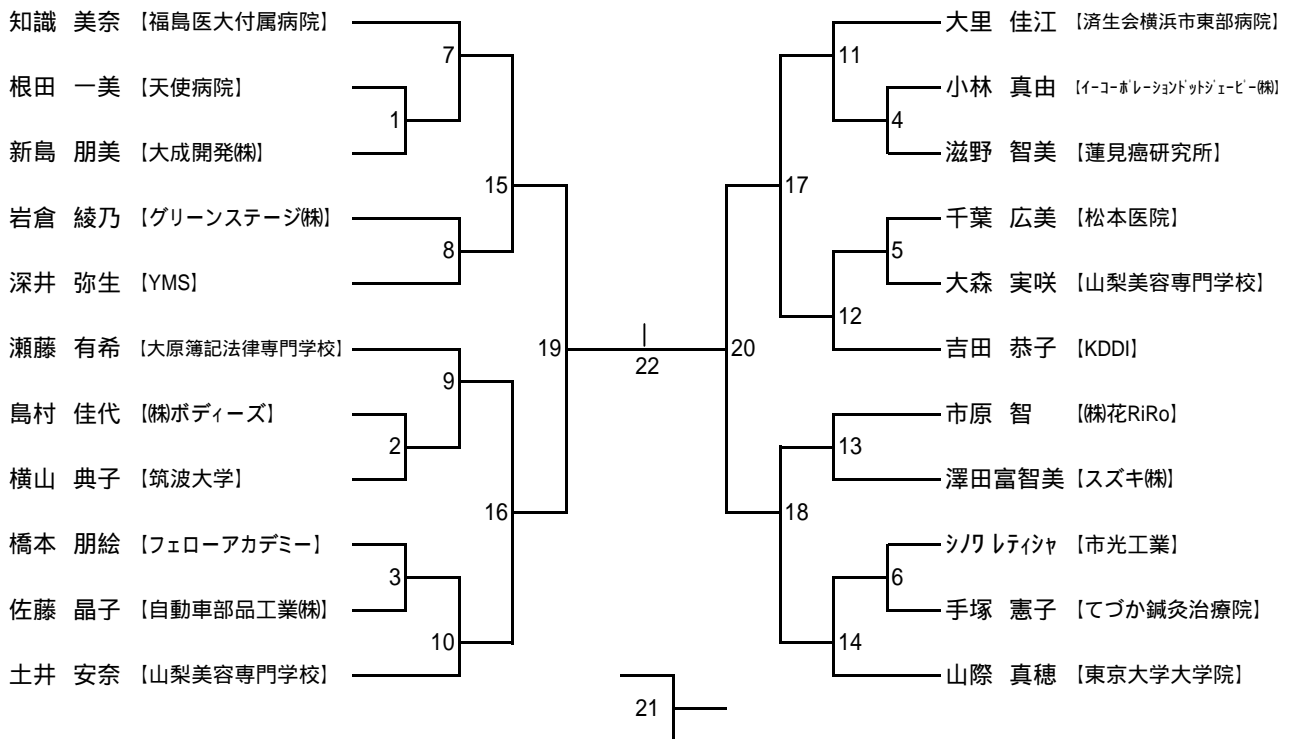 知識 美奈 【福島医大付属病院】
7
根田 一美 【天使病院】
1
新島 朋美 【大成開発㈱】
15
岩倉 綾乃 【グリーンステージ㈱】
8
深井 弥生 【YMS】
19
瀬藤 有希 【大原簿記法律専門学校】
9
島村 佳代 【㈱ボディーズ】
2
横山 典子 【筑波大学】
16
橋本 朋絵 【フェローアカデミー】
3
佐藤 晶子 【自動車部品工業㈱】
10
土井 安奈 【山梨美容専門学校】
22
21
大里 佳江 【済生会横浜市東部病院】
11
小林 真由 【ｲｰｺｰﾎﾟﾚｰｼｮﾝﾄﾞｯﾄｼﾞｪｰﾋﾟｰ㈱】
4
滋野 智美 【蓮見癌研究所】
17
千葉 広美 【松本医院】
5
大森 実咲 【山梨美容専門学校】
12
吉田 恭子 【KDDI】
20
市原 智 【㈱花RiRo】
13
澤田富智美 【スズキ㈱】
18
シノワ レティシャ 【市光工業】
6
手塚 憲子 【てづか鍼灸治療院】
14
山際 真穂 【東京大学大学院】